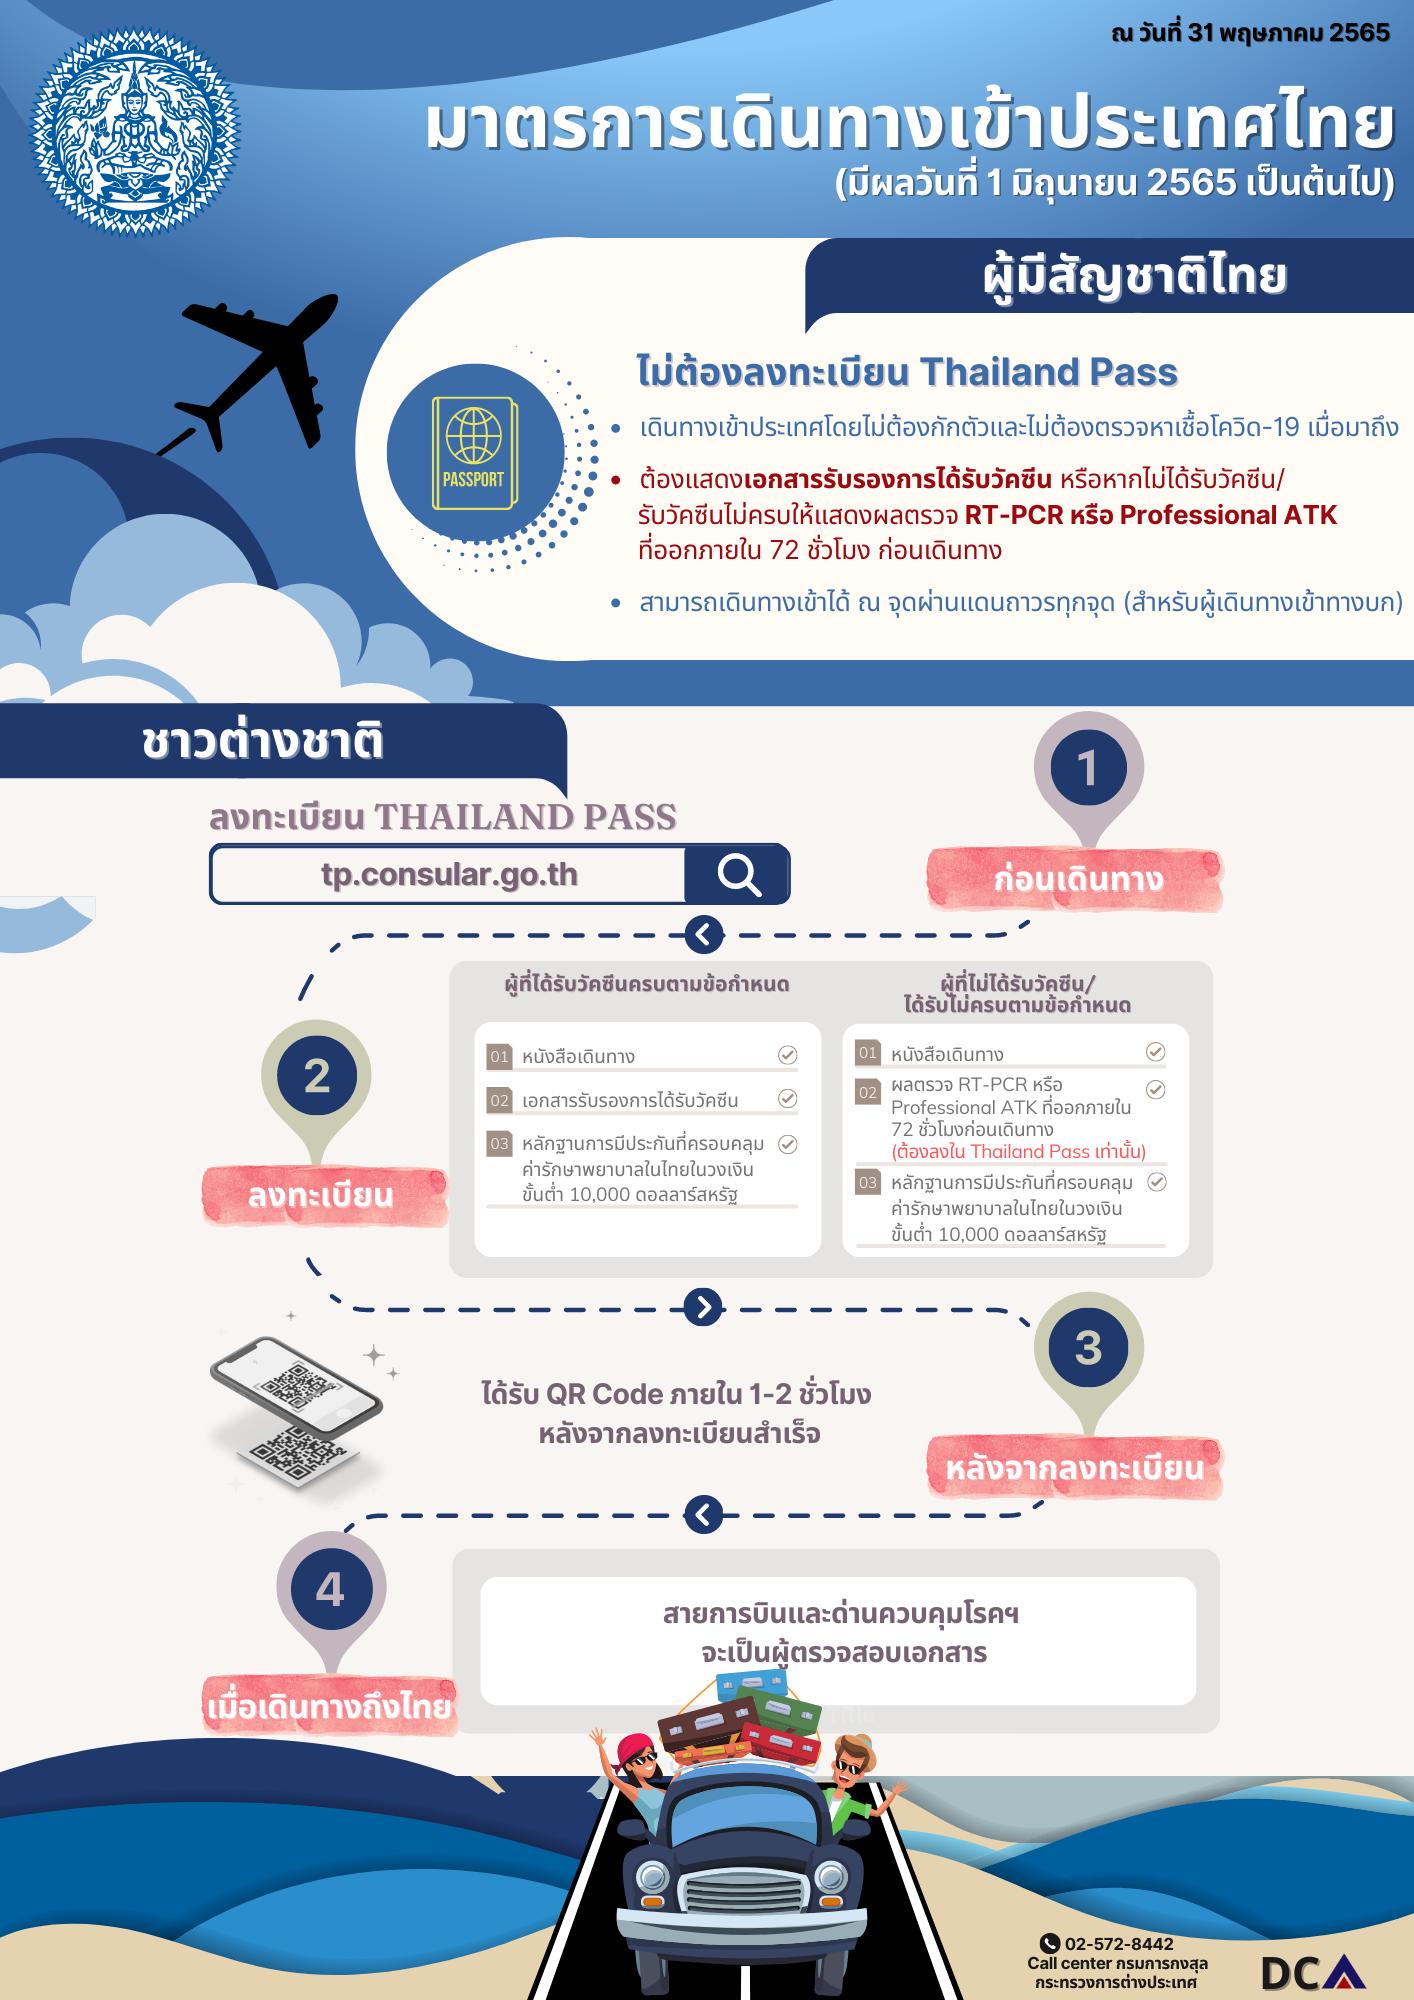 ณ วันที่ 31 พฤษภาคม 2565
มาตรการเดินทางเข้าประเทศไทย
(มีผลวันที่ 1 มิถุนายน 2565 เป็นต้นไป)
ผู้มีสัญชาติไทย
ไม่ต้องลงทะเบียน Thailand Pass
PASSPORT
• เดินทางเข้าประเทศโดยไม่ต้องกักตัวและไม่ต้องตรวจหาเชื้อโควิด-19 เมื่อมาถึง
• ต้องแสดงเอกสารรับรองการได้รับวัคซีน หรือหากไม่ได้รับวัคซีน/
รับวัคซีนไม่ครบให้แสดงผลตรวจ RT-PCR หรือ Professional ATK
ที่ออกภายใน 72 ชั่วโมง ก่อนเดินทาง
• สามารถเดินทางเข้าได้ ณ จุดผ่านแดนถาวรทุกจุด (สำหรับผู้เดินทางเข้าทางบก)
ชาวต่างชาติ
1
ก่อนเดินทาง
ลงทะเบียน THAILAND PASS
tp.consular.go.th
2
ลงทะเบียน
ผู้ที่ได้รับวัคซีนครบตามข้อกำหนด
01 หนังสือเดินทาง
02 เอกสารรับรองการได้รับวัคซีน
03 หลักฐานการมีประกันที่ครอบคลุม
ค่ารักษาพยาบาลในไทยในวงเงิน
ขั้นต่ำ 10,000 ดอลลาร์สหรัฐ
ผู้ที่ไม่ได้รับวัคซีน/
ได้รับไม่ครบตามข้อกำหนด
01 หนังสือเดินทาง
02 ผลตรวจ RT-PCR หรือ
Professional ATK ที่ออกภายใน
72 ชั่วโมงก่อนเดินทาง
(ต้องลงใน Thailand Pass เท่านั้น)
03 หลักฐานการมีประกันที่ครอบคลุม
ค่ารักษาพยาบาลในไทยในวงเงิน
ขั้นต่ำ 10,000 ดอลลาร์สหรัฐ
3
หลังจากลงทะเบียน
ได้รับ QR Code ภายใน 1-2 ชั่วโมง
หลังจากลงทะเบียนสำเร็จ
4
เมื่อเดินทางถึงไทย
สายการบินและด่านควบคุมโรคฯ
จะเป็นผู้ตรวจสอบเอกสาร
02-572-8442
Call center กรมการกงสุล
กระทรวงการต่างประเทศ
DCA